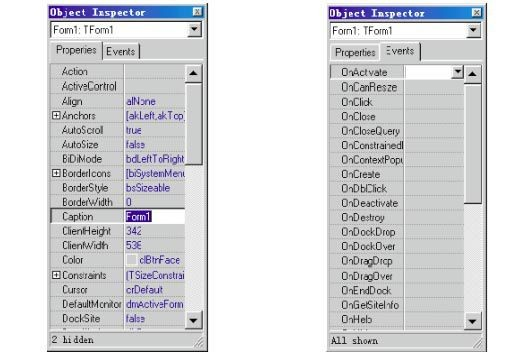 Object Inspector
Form1: TForm1
Properties Events
Action
ActiveControl
Align alNone
Anchors [akLeft,akTop]
AutoScroll true
AutoSize false
BiDiMode bdLeftToRight
BorderIcons [biSystemMenu
BorderStyle bsSizeable
BorderWidth 0
Caption Form1
ClientHeight 342
ClientWidth 536
Color clBtnFace
Constraints (TSizeConstrai
Cursor crDefault
DefaultMonitor dmActiveForm
DockSite false
2 hidden
Object Inspector
Form1: TForm1
Properties Events
OnActivate
OnCanResize
OnClick
OnClose
OnCloseQuery
OnConstrainedl
OnContextPopu
OnCreate
OnDblClick
OnDeactivate
OnDestroy
OnDockDrop
OnDockOver
OnDragDrop
OnDragOver
OnEndDock
OnGetSiteInfo
OnHelp
All shown